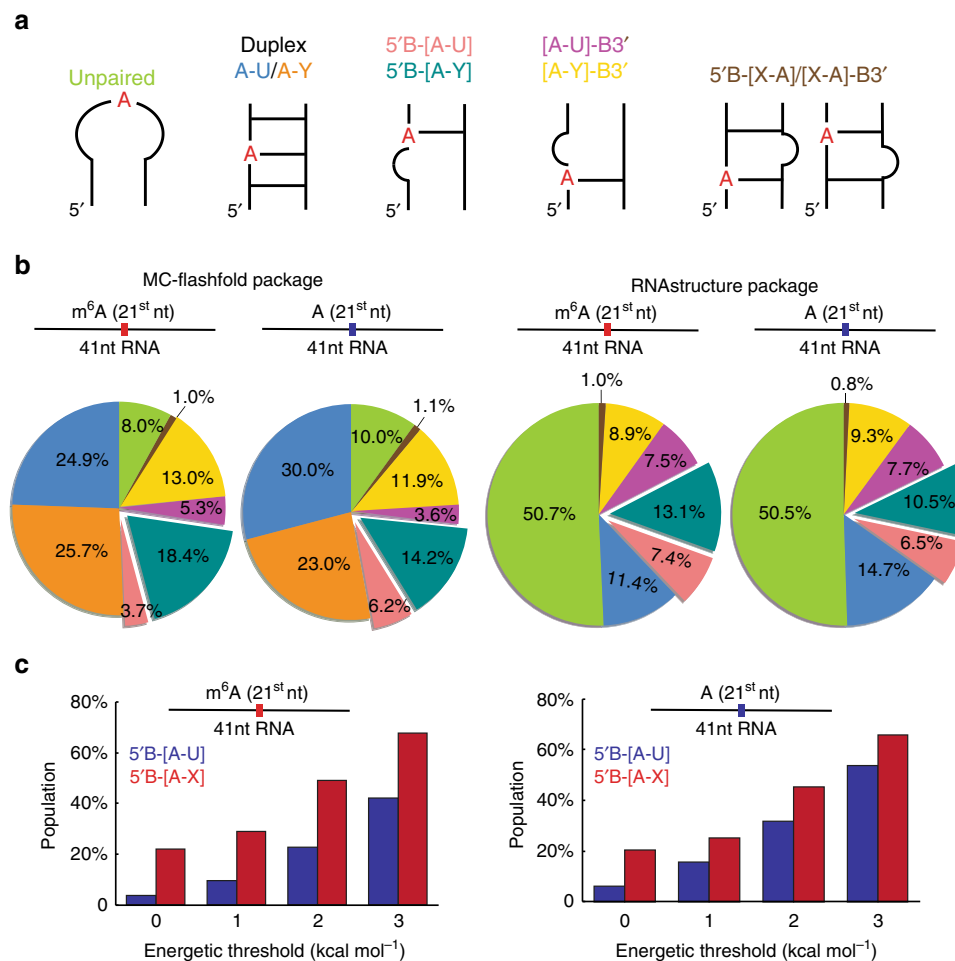 a
Unpaired
A
5′
Duplex
A-U/A-Y
A
5′
5′B-[A-U]
5′B-[A-Y]
A
5′
[A-U]-B3′
[A-Y]-B3′
A
5′
5′B-[X-A]/[X-A]-B3′
A
A
5′
5′
b
MC-flashfold package
m⁶A (21ˢᵗ nt)
41nt RNA
A (21ˢᵗ nt)
41nt RNA
RNAstructure package
m⁶A (21ˢᵗ nt)
41nt RNA
A (21ˢᵗ nt)
41nt RNA
8.0%
1.0%
13.0%
5.3%
18.4%
3.7%
25.7%
24.9%
10.0%
1.1%
11.9%
3.6%
14.2%
6.2%
23.0%
30.0%
1.0%
8.9%
7.5%
13.1%
7.4%
11.4%
50.7%
0.8%
9.3%
7.7%
10.5%
6.5%
14.7%
50.5%
c
m⁶A (21ˢᵗ nt)
41nt RNA
5′B-[A-U]
5′B-[A-X]
Population
80%
60%
40%
20%
0
0 1 2 3
Energetic threshold (kcal mol⁻¹)
A (21ˢᵗ nt)
41nt RNA
5′B-[A-U]
5′B-[A-X]
Population
80%
60%
40%
20%
0
0 1 2 3
Energetic threshold (kcal mol⁻¹)